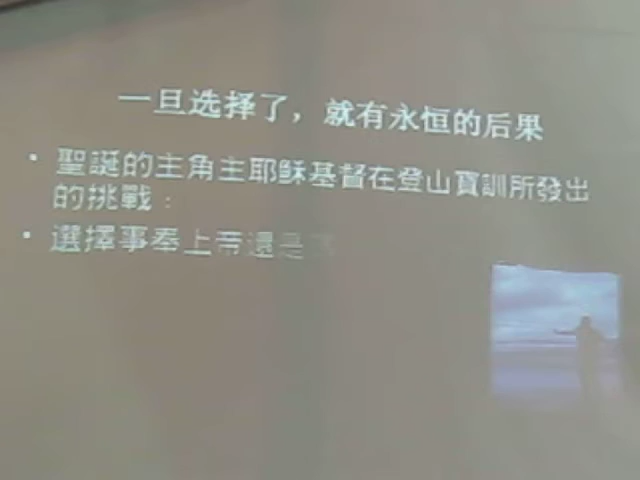 一旦选择了，就有永恒的后果
• 聖誕的主角主耶穌基督在登山寶訓所發出
的挑戰：
• 選擇事奉上帝還是